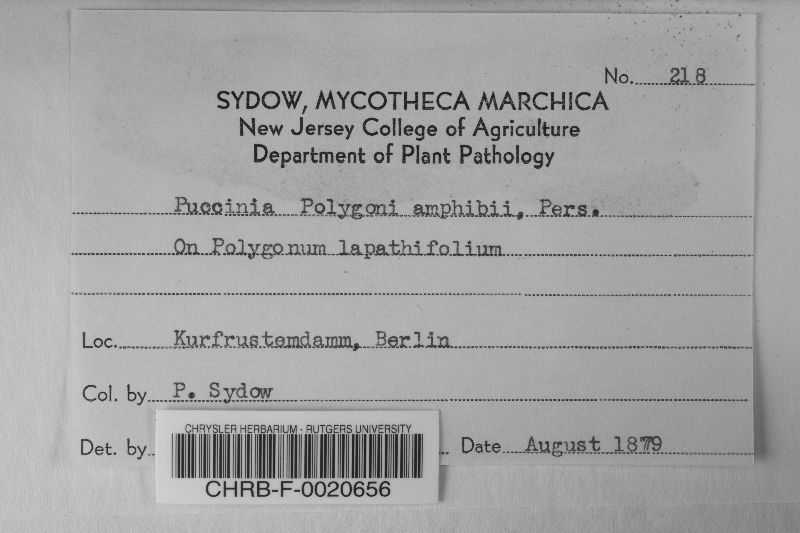 No. 218
SYDOW, MYCOTHECA MARCHICA
New Jersey College of Agriculture
Department of Plant Pathology
Puccinia Polygoni amphibii, Pers.
On Polygonum lapathifolium
Loc. Kurfrustemdamm, Berlin
Col. by P. Sydow
Det. by
Date August 1879
CHRYSLER HERBARIUM - RUTGERS UNIVERSITY
CHRB-F-0020656